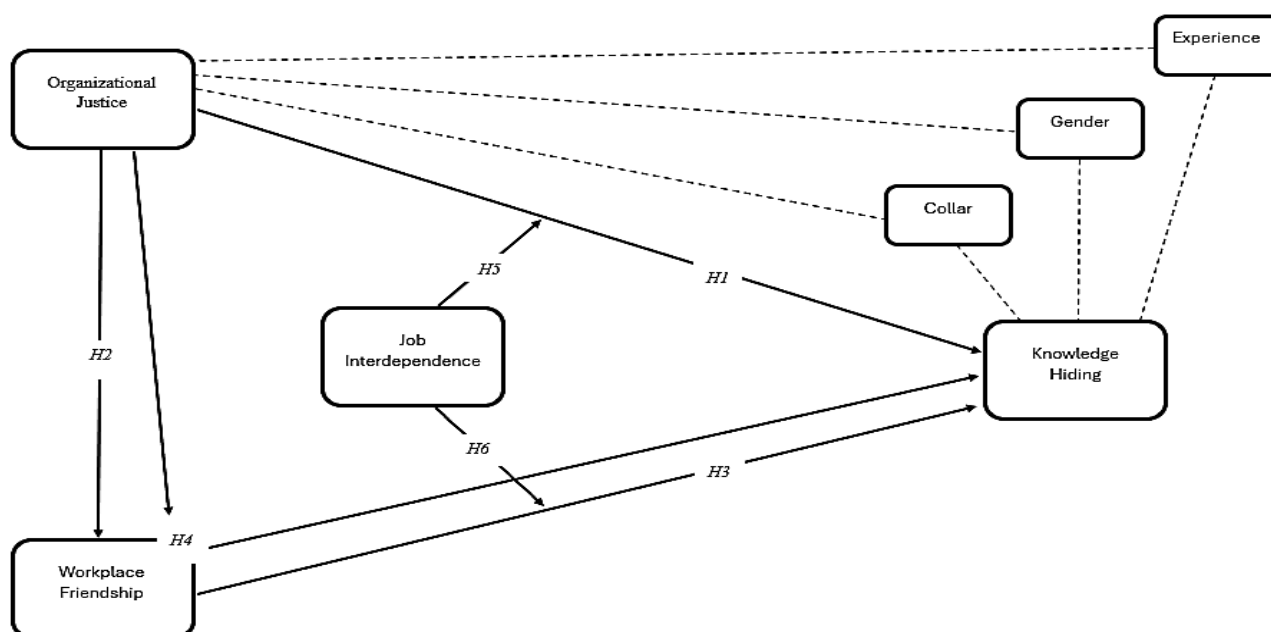 Experience
Organizational
Justice
Gender
Collar
H5
H1
Job
Interdependence
H2
Knowledge
Hiding
H6
H3
H4
Workplace
Friendship